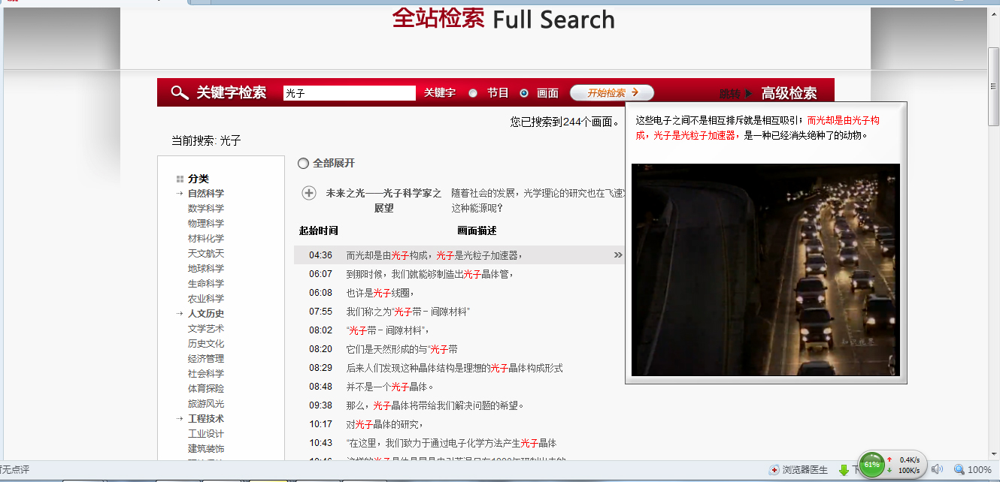 全站检索 Full Search
关键字检索 光子 关键字 节目 画面 开始检索 跳转 高级检索
您已搜索到244个画面。
当前搜索: 光子
这些电子之间不是相互排斥就是相互吸引；而光却是由光子构
成，光子是光粒子加速器，是一种已经消失绝种了的动物。
知识视界
分类
自然科学
数学科学
物理科学
材料化学
天文航天
地球科学
生命科学
农业科学
人文历史
文学艺术
历史文化
经济管理
社会科学
体育探险
旅游风光
工程技术
工业设计
建筑装饰
全部展开
未来之光——光子科学家之
展望
随着社会的发展，光学理论的研究也在飞速
这种能源呢?
起始时间 画面描述
04:36 而光却是由光子构成，光子是光粒子加速器， »
06:07 到那时候，我们就能够制造出光子晶体管，
06:08 也许是光子线圈，
07:55 我们称之为“光子带－间隙材料”
08:02 “光子带－间隙材料”，
08:20 它们是天然形成的与“光子带
08:29 后来人们发现这种晶体结构是理想的光子晶体构成形式
08:48 并不是一个光子晶体。
09:38 那么，光子晶体将带给我们解决问题的希望。
10:17 对光子晶体的研究，
10:43 “在这里，我们致力于通过电子化学方法产生光子晶体
无点评
浏览器医生 下 61% 0.4K/s
100K/s 100%